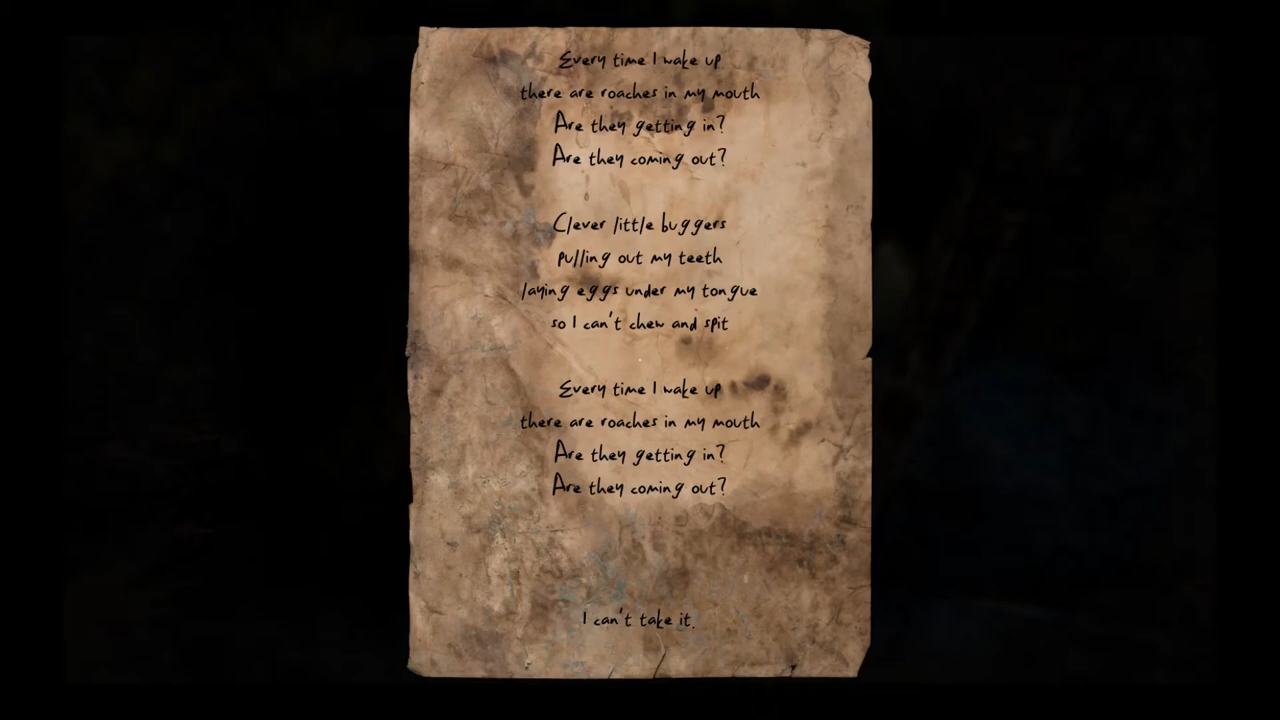 Every time I wake up
there are roaches in my mouth
Are they getting in?
Are they coming out?
Clever little buggers
pulling out my teeth
laying eggs under my tongue
so I can't chew and spit
Every time I wake up
there are roaches in my mouth
Are they getting in?
Are they coming out?
I can't take it.